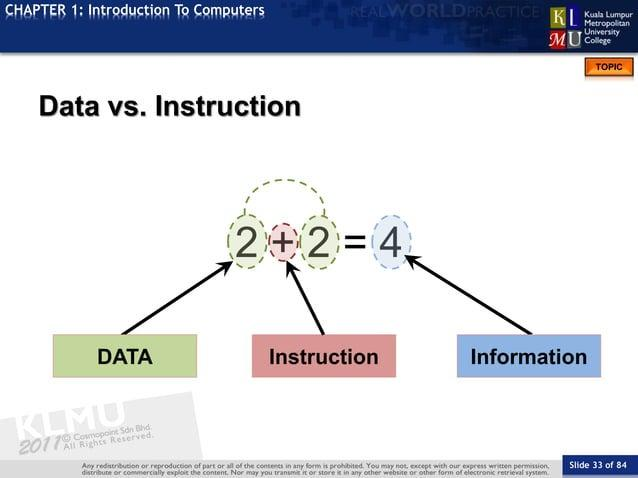 CHAPTER 1: Introduction To Computers
REALWORLDPRACTICE
KL
MU
Kuala Lumpur
Metropolitan
University
College
TOPIC
Data vs. Instruction
2 + 2 = 4
DATA
Instruction
Information
KLMU
2011
© Cosmopoint Sdn Bhd.
All Rights Reserved.
Any redistribution or reproduction of part or all of the contents in any form is prohibited. You may not, except with our express written permission,
distribute or commercially exploit the content. Nor may you transmit it or store it in any other website or other form of electronic retrieval system.
Slide 33 of 84